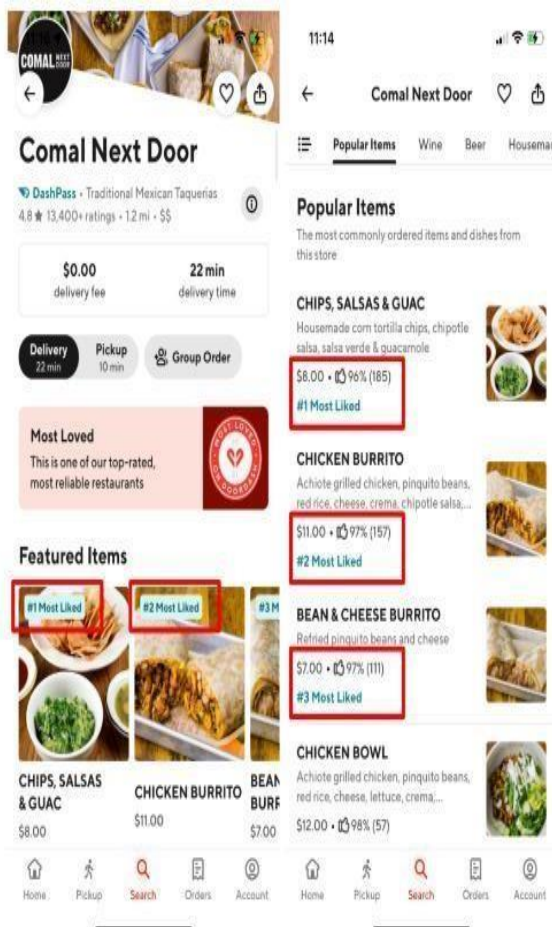 COMAL NEXT DOOR
Comal Next Door
DashPass • Traditional Mexican Taquerias
4.8 ★ 13,400+ ratings • 1.2 mi • $$
$0.00
delivery fee
22 min
delivery time
Delivery
22 min
Pickup
10 min
Group Order
Most Loved
This is one of our top-rated,
most reliable restaurants
MOST LOVED
ON DOORDASH
Featured Items
#1 Most Liked
#2 Most Liked
#3 M
CHIPS, SALSAS
& GUAC
$8.00
CHICKEN BURRITO
$11.00
BEAN
BURR
$7.00
Home
Pickup
Search
Orders
Account
11:14
Comal Next Door
Popular Items
Wine
Beer
Housema
Popular Items
The most commonly ordered items and dishes from
this store
CHIPS, SALSAS & GUAC
Housemade corn tortilla chips, chipotle
salsa, salsa verde & guacamole
$8.00 • 96% (185)
#1 Most Liked
CHICKEN BURRITO
Achiote grilled chicken, pinquito beans,
red rice, cheese, crema, chipotle salsa,...
$11.00 • 97% (157)
#2 Most Liked
BEAN & CHEESE BURRITO
Refried pinquito beans and cheese
$7.00 • 97% (111)
#3 Most Liked
CHICKEN BOWL
Achiote grilled chicken, pinquito beans,
red rice, cheese, lettuce, crema,...
$12.00 • 98% (57)
Home
Pickup
Search
Orders
Account